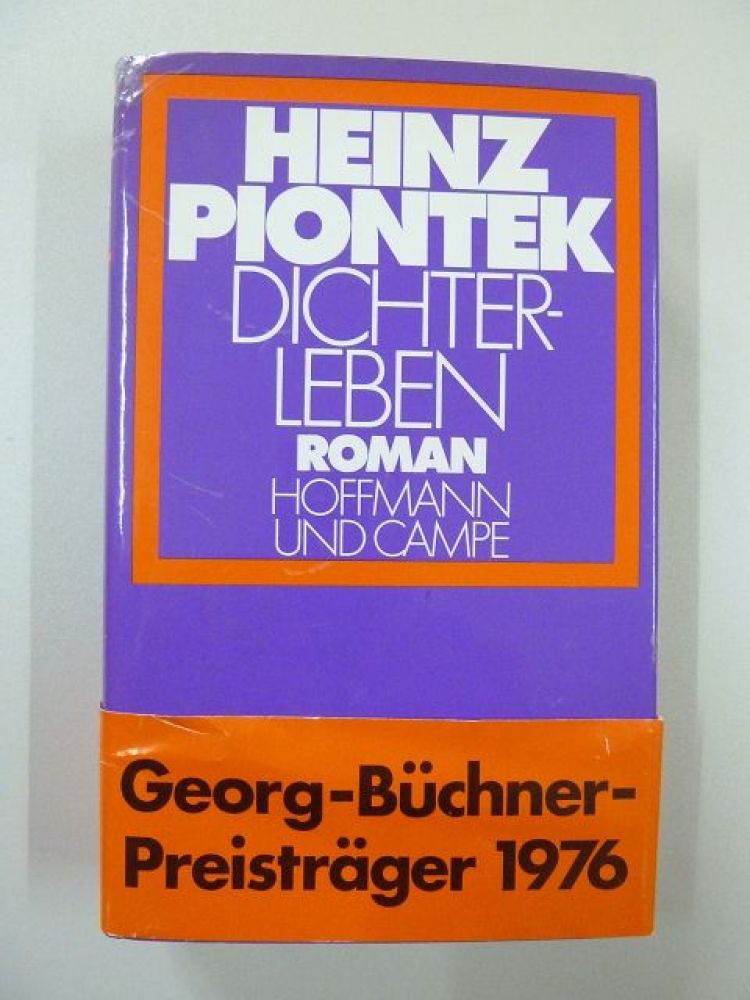 HEINZ
PIONTEK
DICHTER-
LEBEN
ROMAN
HOFFMANN
UND CAMPE
Georg-Büchner-
Preisträger 1976